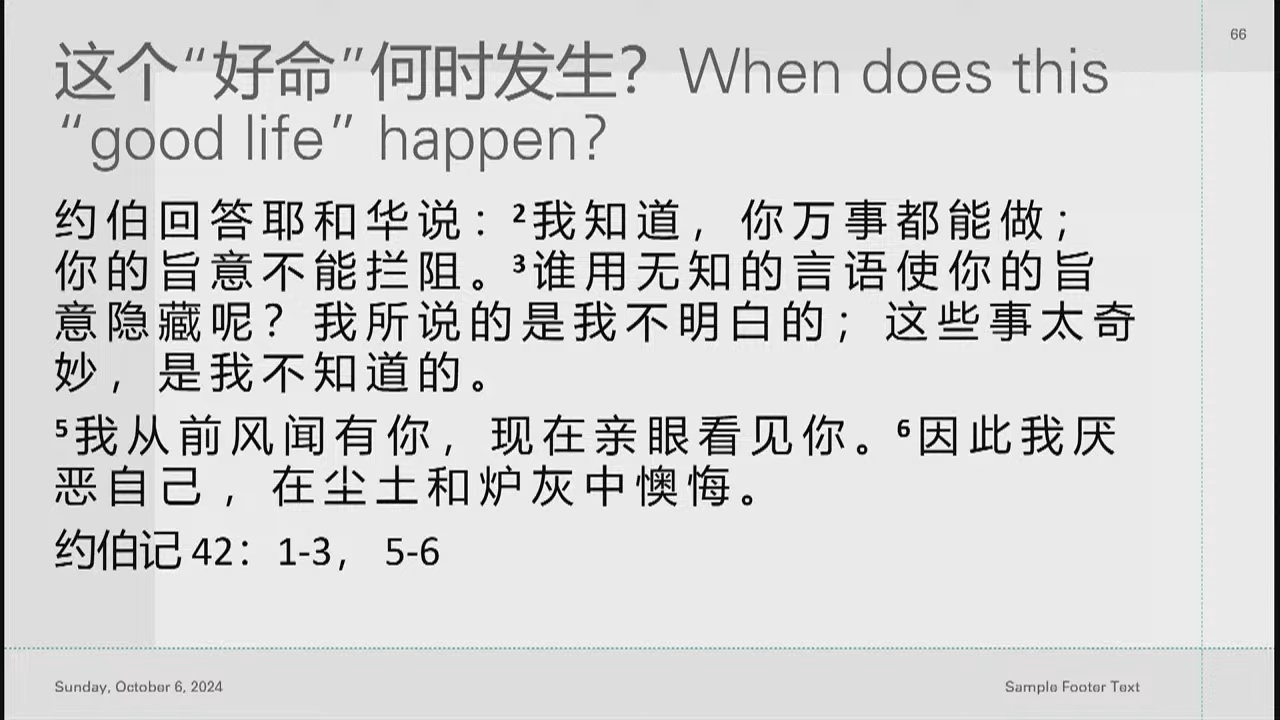 66
这个“好命”何时发生？When does this
“good life” happen?
约伯回答耶和华说：²我知道，你万事都能做；
你的旨意不能拦阻。³谁用无知的言语使你的旨
意隐藏呢？我所说的是我不明白的；这些事太奇
妙，是我不知道的。
⁵我从前风闻有你，现在亲眼看见你。⁶因此我厌
恶自己，在尘土和炉灰中懊悔。
约伯记 42：1-3， 5-6
Sunday, October 6, 2024
Sample Footer Text